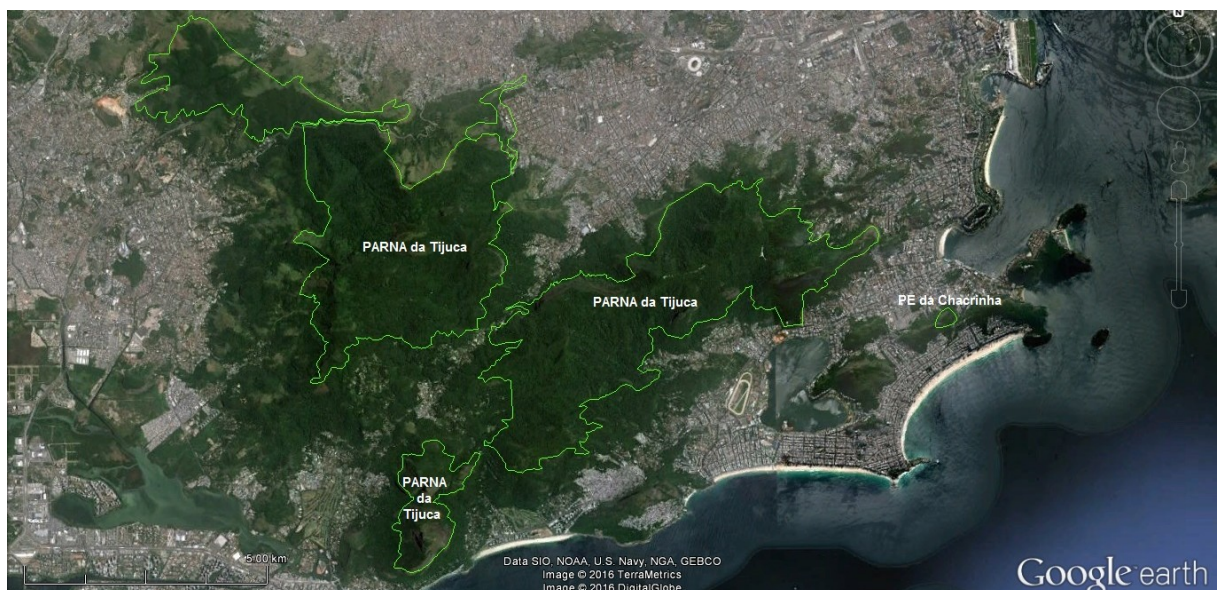 N
PARNA da Tijuca
PARNA da Tijuca
PE da Chacrinha
PARNA
da
Tijuca
5.00 km
Data SIO, NOAA, U.S. Navy, NGA, GEBCO
Image © 2016 TerraMetrics
Image © 2016 DigitalGlobe
Google earth